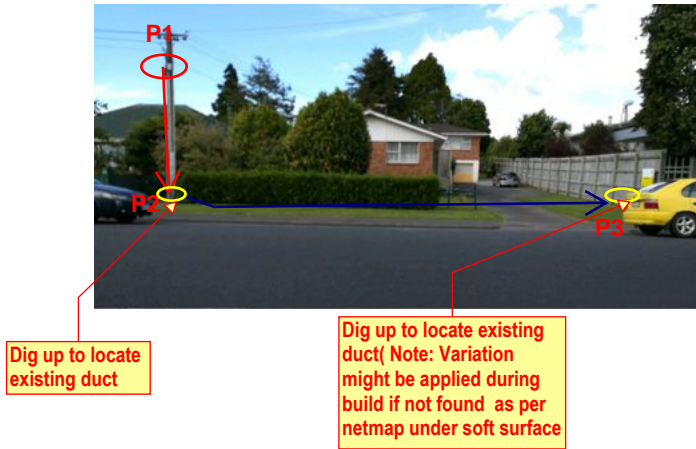 P1
P2
P3
Dig up to locate
existing duct
Dig up to locate existing
duct( Note: Variation
might be applied during
build if not found as per
netmap under soft surface